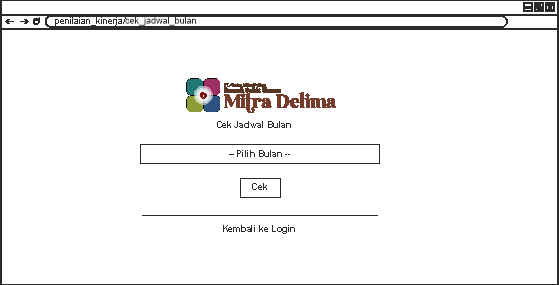 penilaian_kinerja/cek_jadwal_bulan
Mitra Delima
Cek Jadwal Bulan
-- Pilih Bulan --
Cek
Kembali ke Login